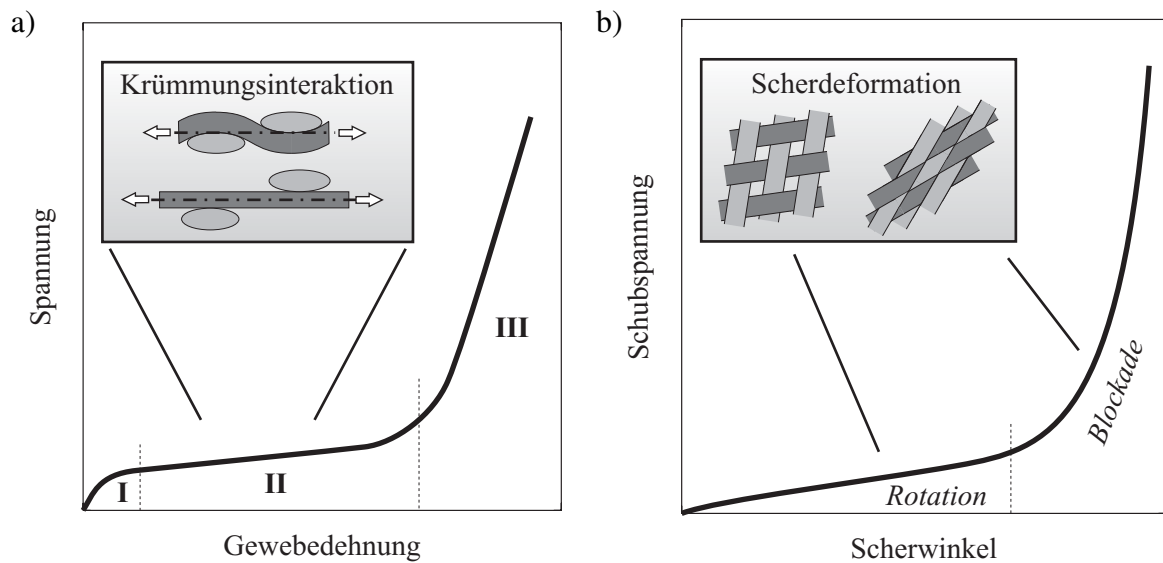 a)
Krümmungsinteraktion
Spannung
I
II
III
Gewebedehnung
b)
Scherdeformation
Schubspannung
Rotation
Blockade
Scherwinkel